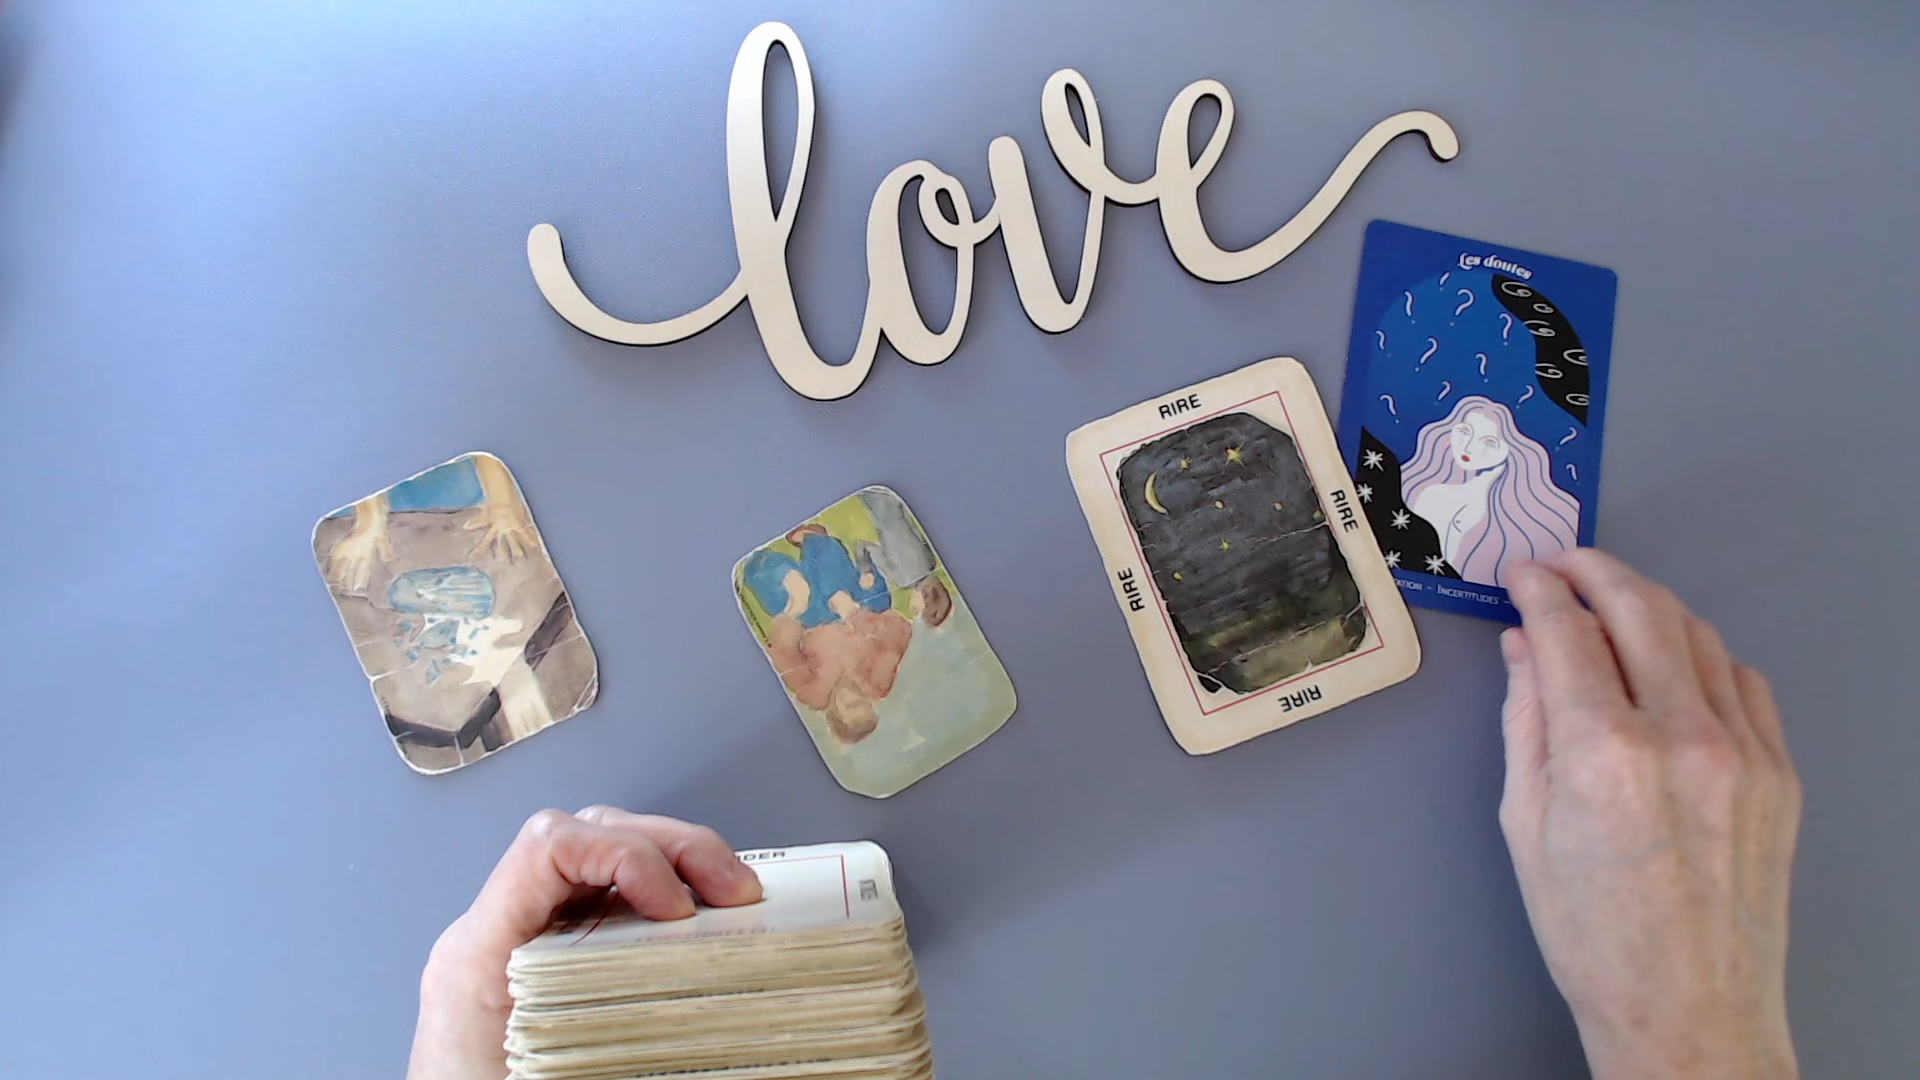 love
Les doutes
RIRE
RIRE
RIRE
RIRE
INCERTITUDES -